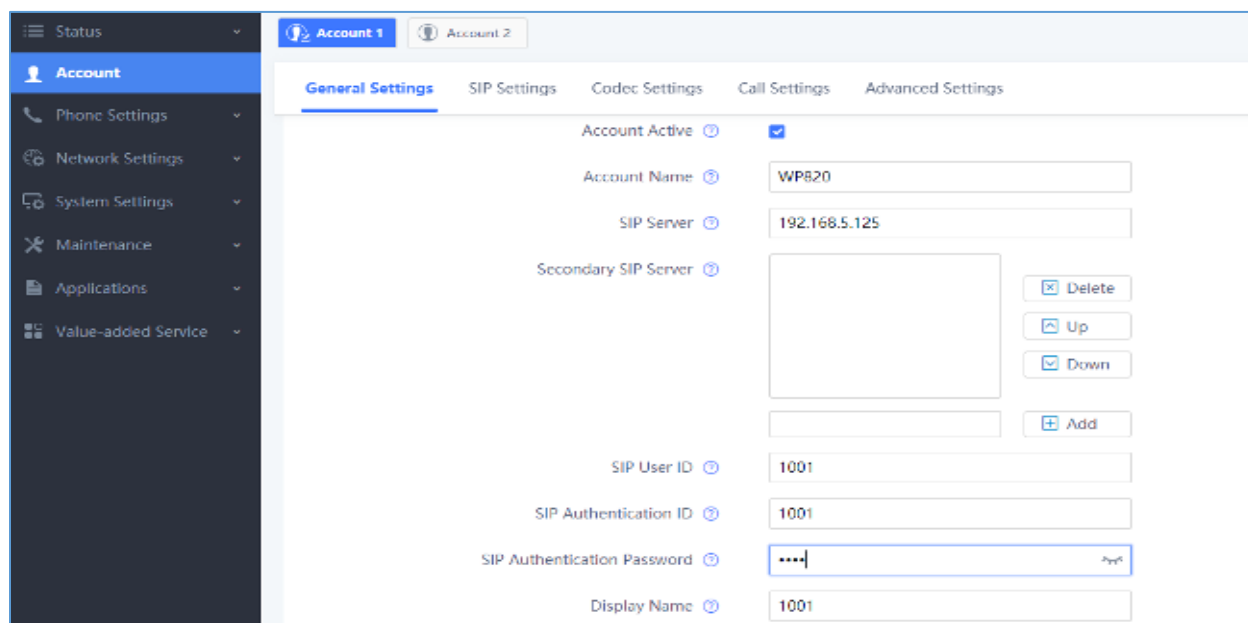 Status
Account
Phone Settings
Network Settings
System Settings
Maintenance
Applications
Value-added Service
Account 1 Account 2
General Settings SIP Settings Codec Settings Call Settings Advanced Settings
Account Active
Account Name WP820
SIP Server 192.168.5.125
Secondary SIP Server
Delete
Up
Down
Add
SIP User ID 1001
SIP Authentication ID 1001
SIP Authentication Password ••••
Display Name 1001